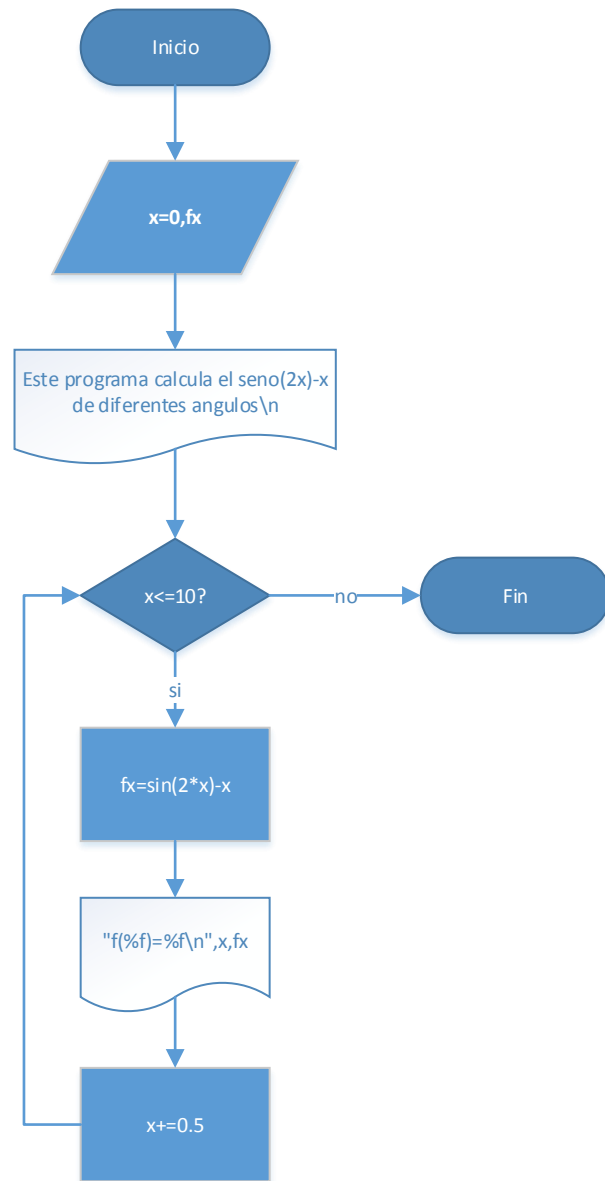 Inicio
x=0,fx
Este programa calcula el seno(2x)-x
de diferentes angulos\n
x<=10?
no
Fin
si
fx=sin(2*x)-x
"f(%f)=%f\n",x,fx
x+=0.5